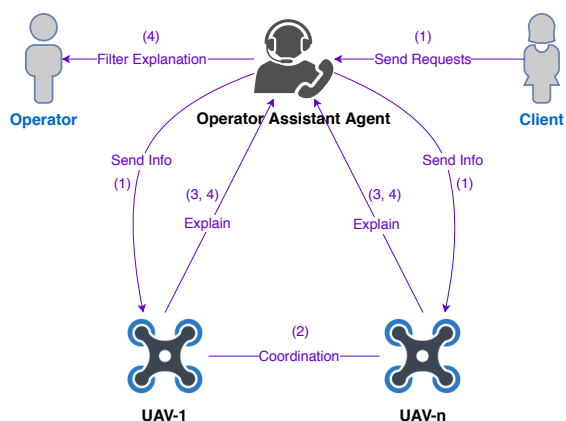 (4)
(1)
Filter Explanation
Send Requests
Operator
Operator Assistant Agent
Client
Send Info
Send Info
(1)
(1)
(3, 4)
(3, 4)
Explain
Explain
(2)
Coordination
UAV-1
UAV-n